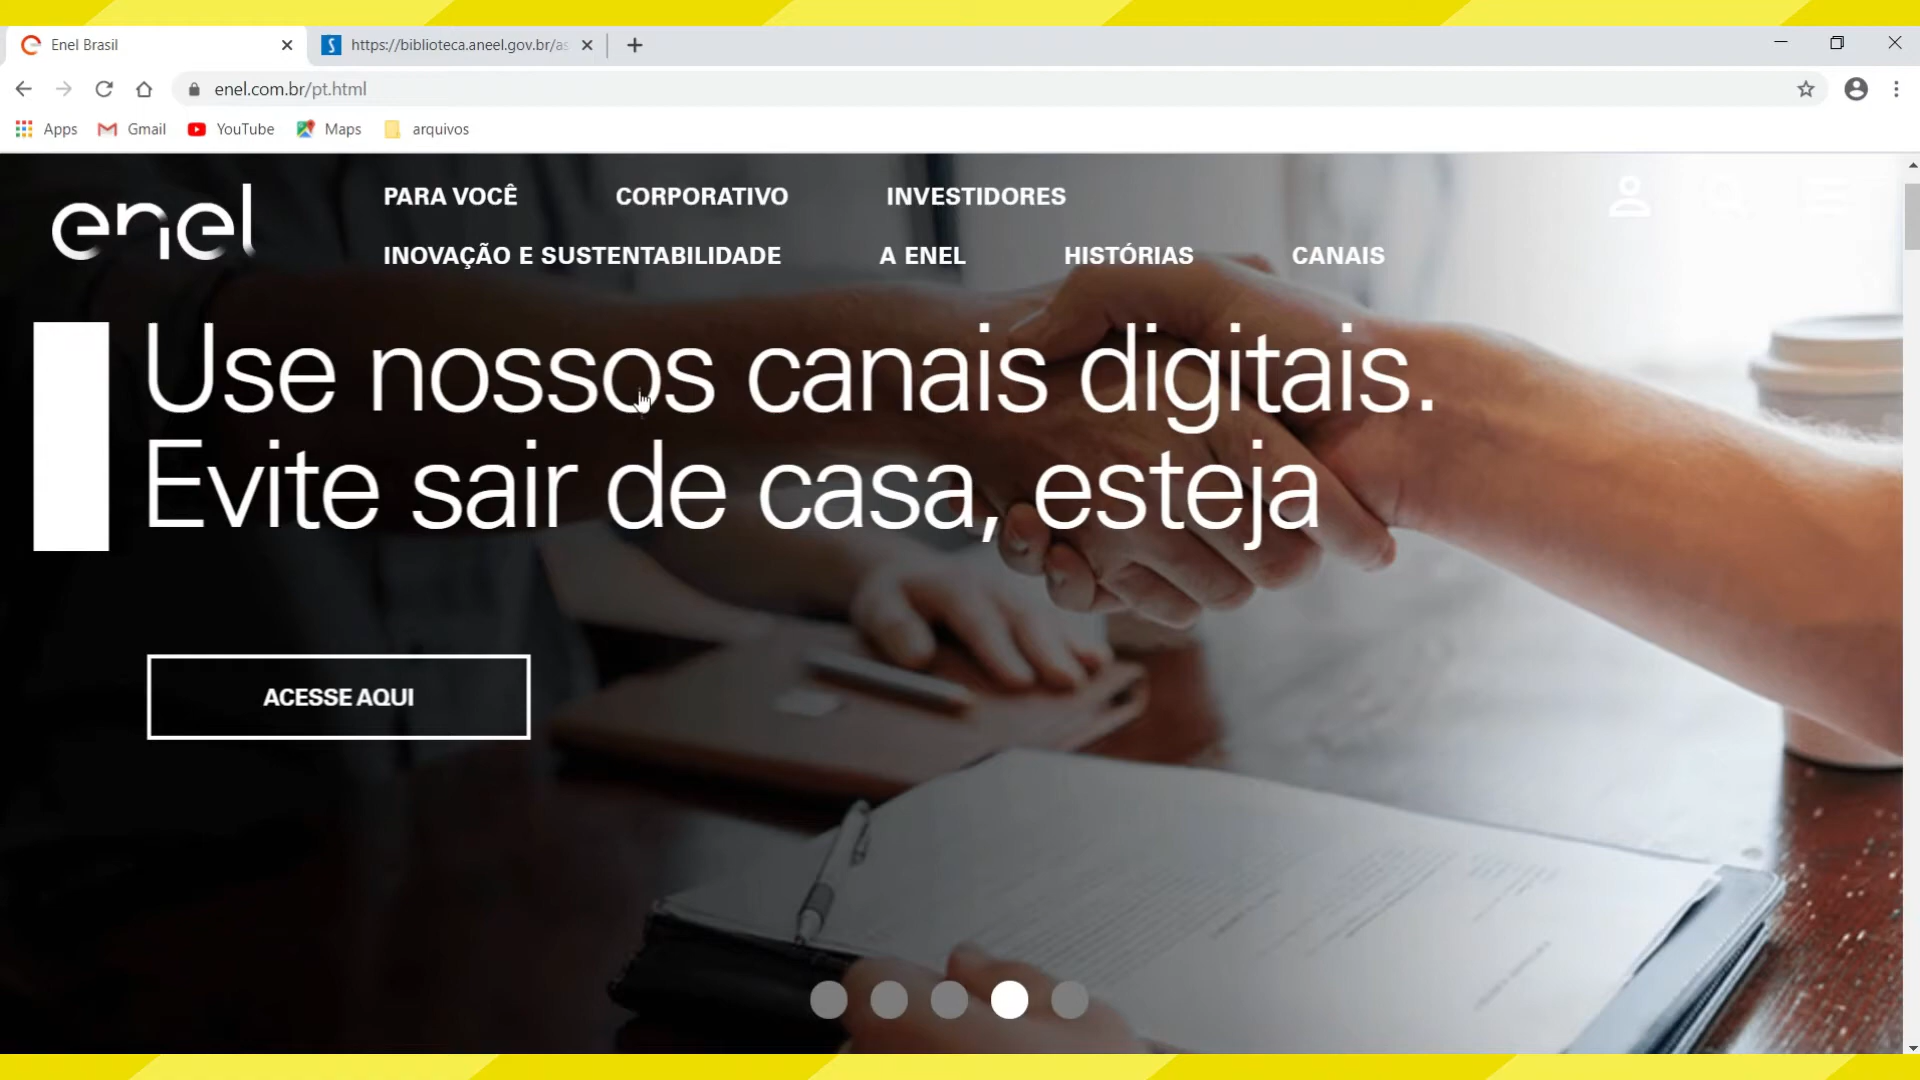 Enel Brasil
https://biblioteca.aneel.gov.br/as
enel.com.br/pt.html
Apps
Gmail
YouTube
Maps
arquivos
enel
PARA VOCÊ
CORPORATIVO
INVESTIDORES
INOVAÇÃO E SUSTENTABILIDADE
A ENEL
HISTÓRIAS
CANAIS
Use nossos canais digitais.
Evite sair de casa, esteja
ACESSE AQUI